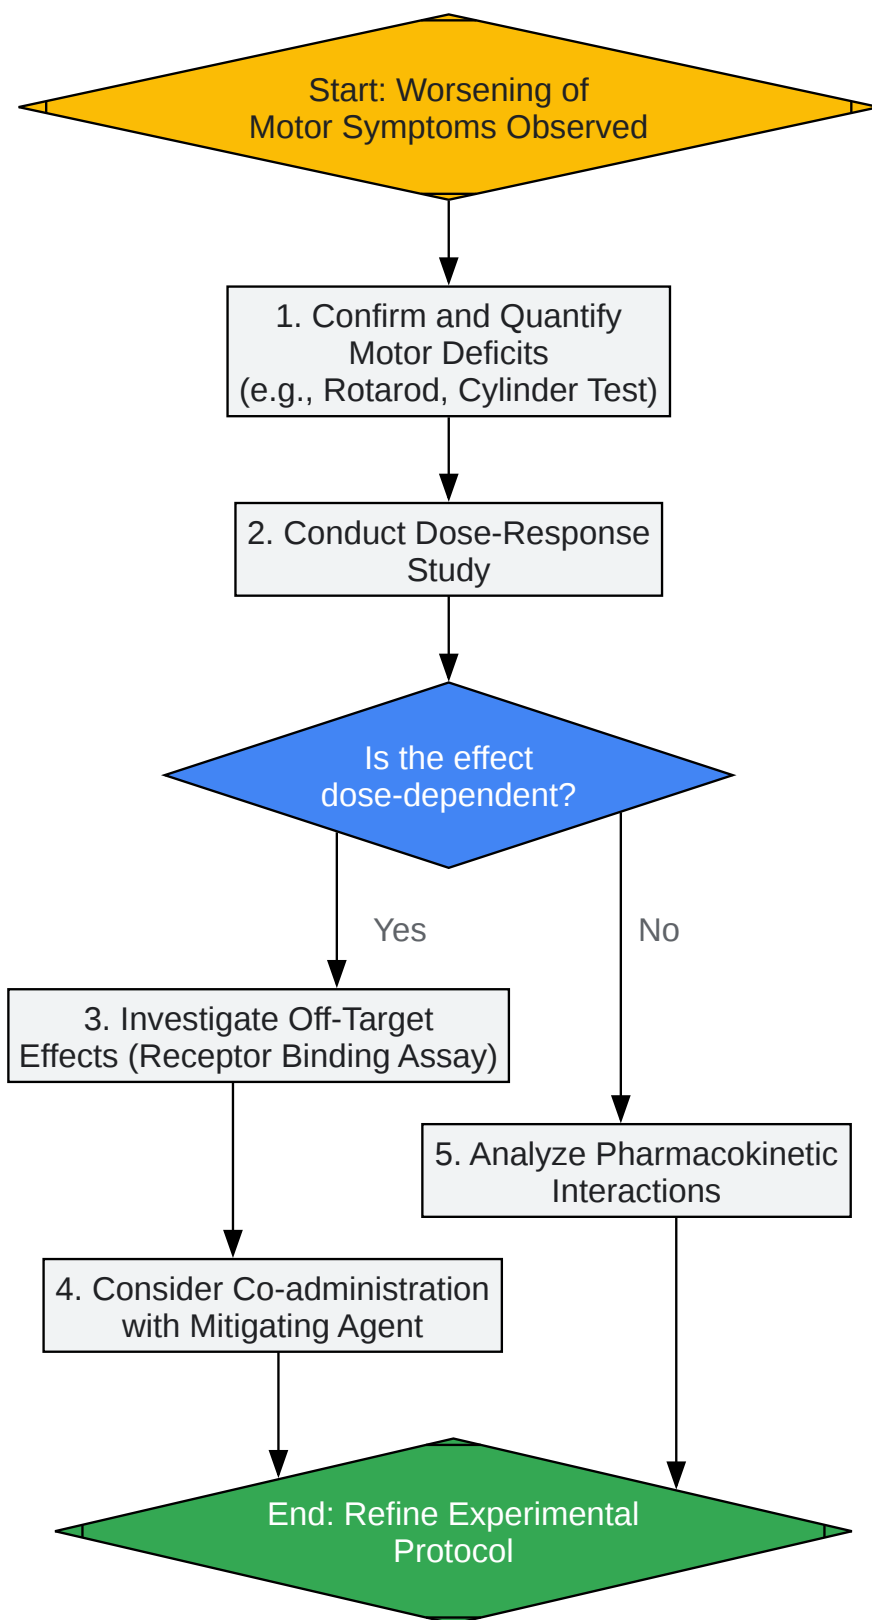 Start: Worsening of
Motor Symptoms Observed
1. Confirm and Quantify
Motor Deficits
(e.g., Rotarod, Cylinder Test)
2. Conduct Dose-Response
Study
Is the effect
dose-dependent?
Yes
No
3. Investigate Off-Target
Effects (Receptor Binding Assay)
5. Analyze Pharmacokinetic
Interactions
4. Consider Co-administration
with Mitigating Agent
End: Refine Experimental
Protocol